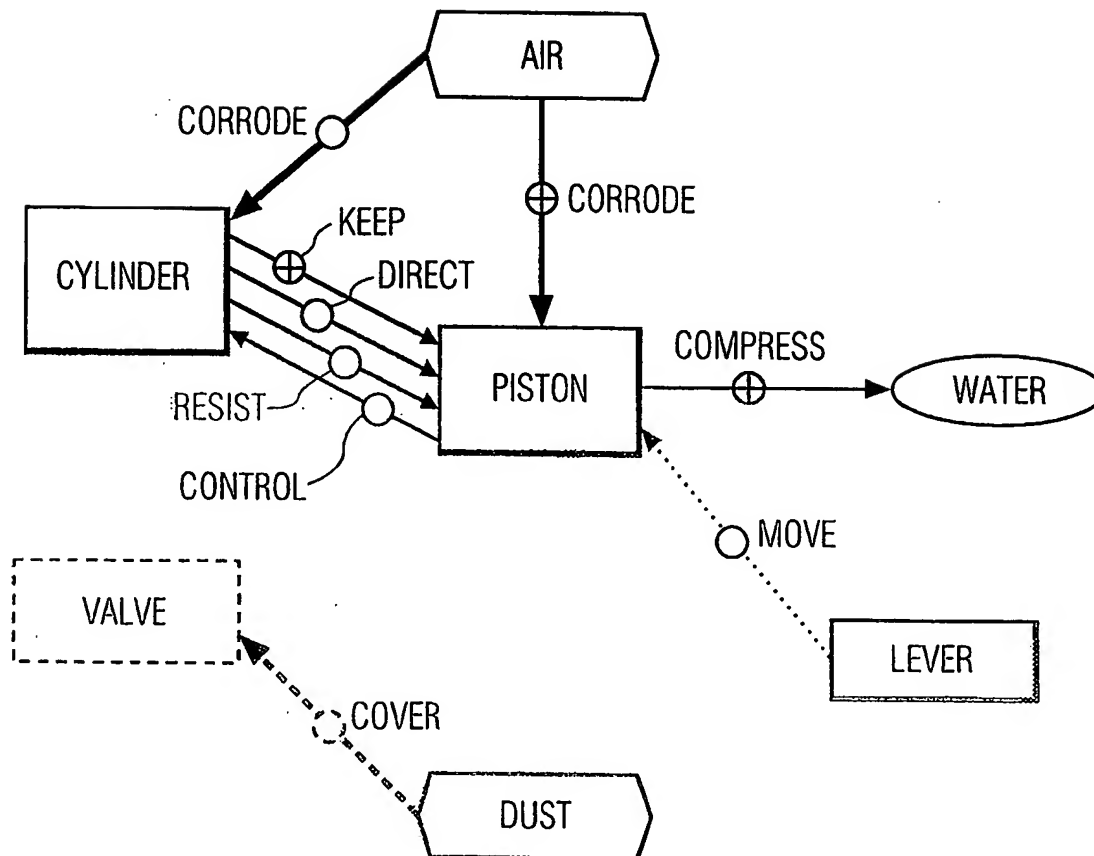 AIR
CORRODE
CORRODE
KEEP
CYLINDER
DIRECT
COMPRESS
PISTON
WATER
RESIST
CONTROL
MOVE
VALVE
LEVER
COVER
DUST